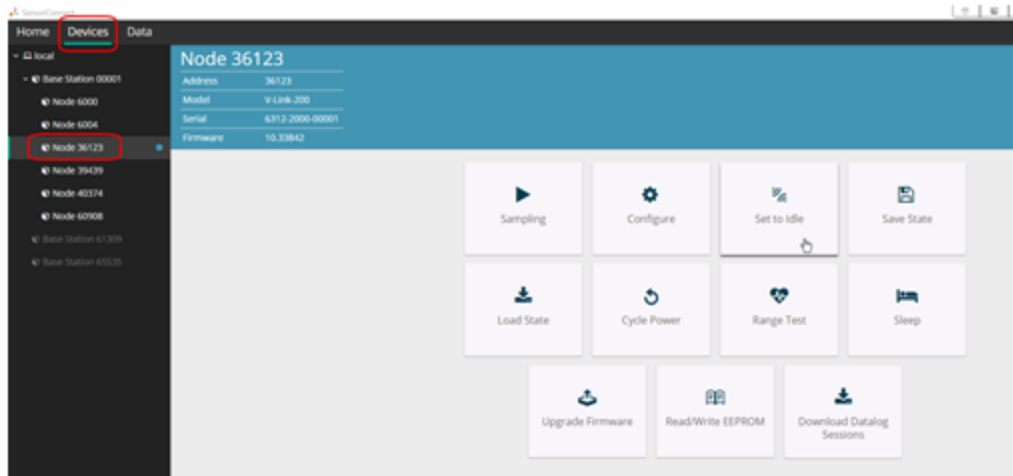 SensorConnect
Home Devices Data
local
Base Station 00001
Node 6000
Node 6004
Node 36123
Node 39439
Node 40374
Node 60908
Base Station 61309
Base Station 65535
Node 36123
Address 36123
Model V-Link-200
Serial 6312-2000-00001
Firmware 10.33842
Sampling
Configure
Set to Idle
Save State
Load State
Cycle Power
Range Test
Sleep
Upgrade Firmware
Read/Write EEPROM
Download Datalog
Sessions